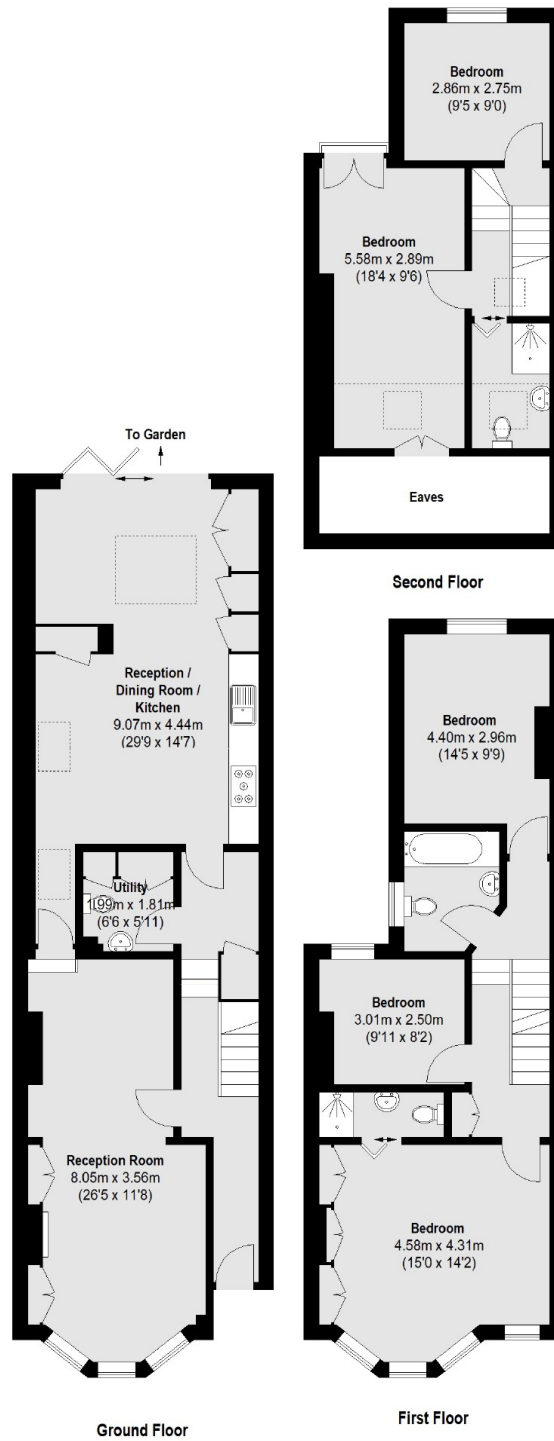 Bedroom
2.86m x 2.75m
(9'5 x 9'0)
Bedroom
5.58m x 2.89m
(18'4 x 9'6)
Eaves
Second Floor
To Garden
Reception /
Dining Room /
Kitchen
9.07m x 4.44m
(29'9 x 14'7)
Utility
1.99m x 1.81m
(6'6 x 5'11)
Reception Room
8.05m x 3.56m
(26'5 x 11'8)
Ground Floor
Bedroom
4.40m x 2.96m
(14'5 x 9'9)
Bedroom
3.01m x 2.50m
(9'11 x 8'2)
Bedroom
4.58m x 4.31m
(15'0 x 14'2)
First Floor